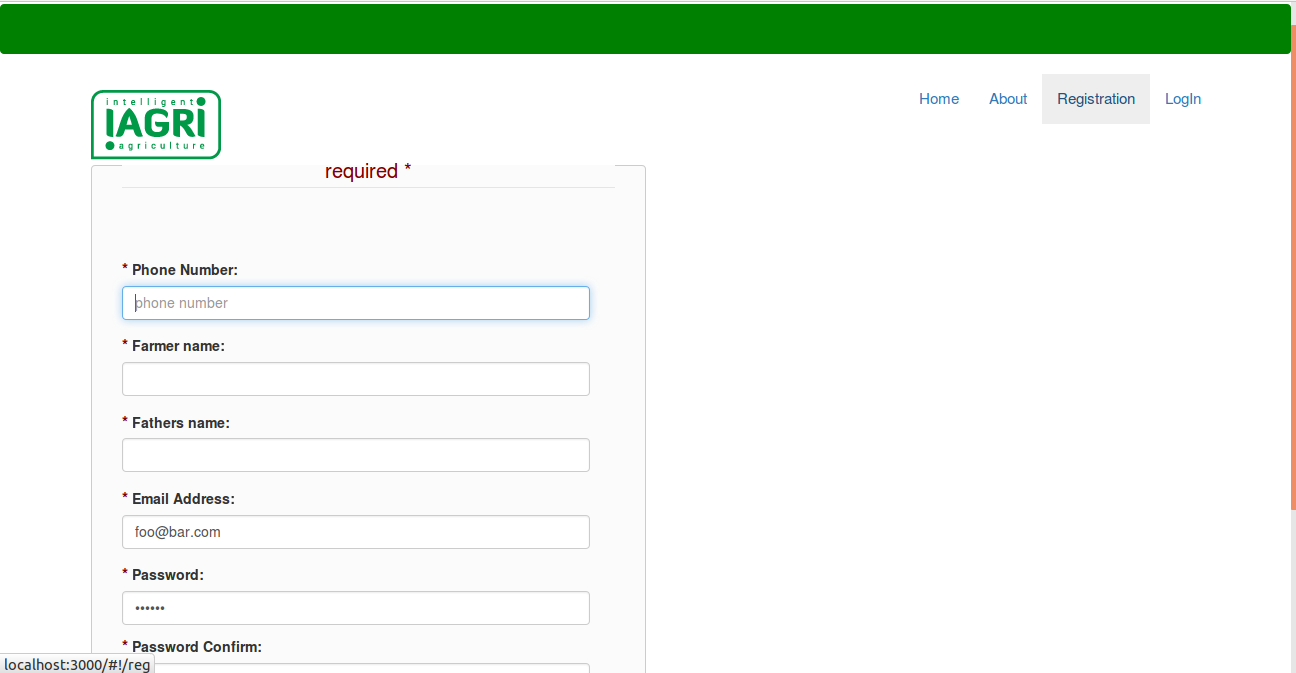 intelligent
IAGRI
agriculture
Home About Registration LogIn
required *
* Phone Number:
phone number
* Farmer name:
* Fathers name:
* Email Address:
foo@bar.com
* Password:
••••••
* Password Confirm:
localhost:3000/#!/reg